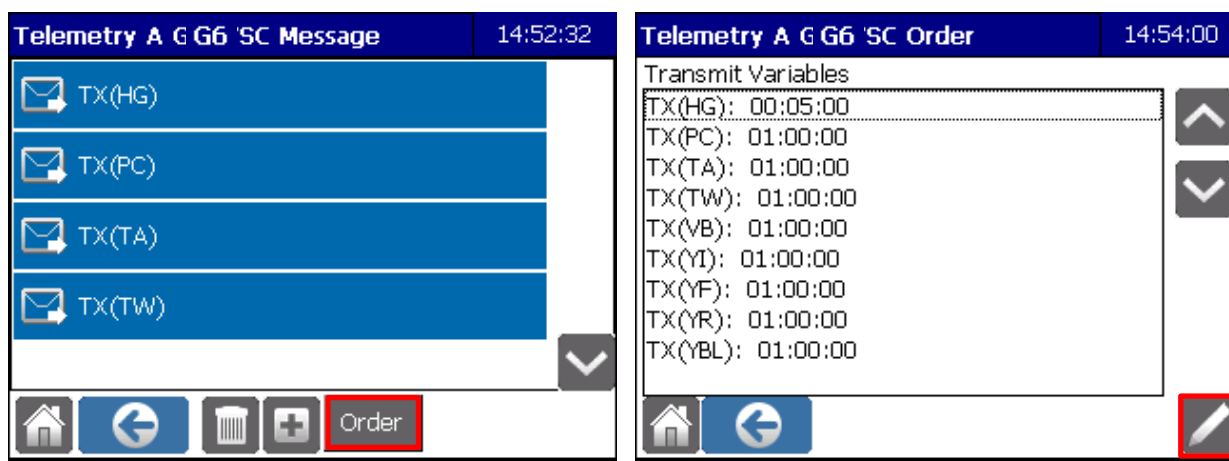 Telemetry A G G6 'SC Message 14:52:32
TX(HG)
TX(PC)
TX(TA)
TX(TW)
Order
Telemetry A G G6 'SC Order 14:54:00
Transmit Variables
TX(HG): 00:05:00
TX(PC): 01:00:00
TX(TA): 01:00:00
TX(TW): 01:00:00
TX(VB): 01:00:00
TX(YI): 01:00:00
TX(YF): 01:00:00
TX(YR): 01:00:00
TX(YBL): 01:00:00